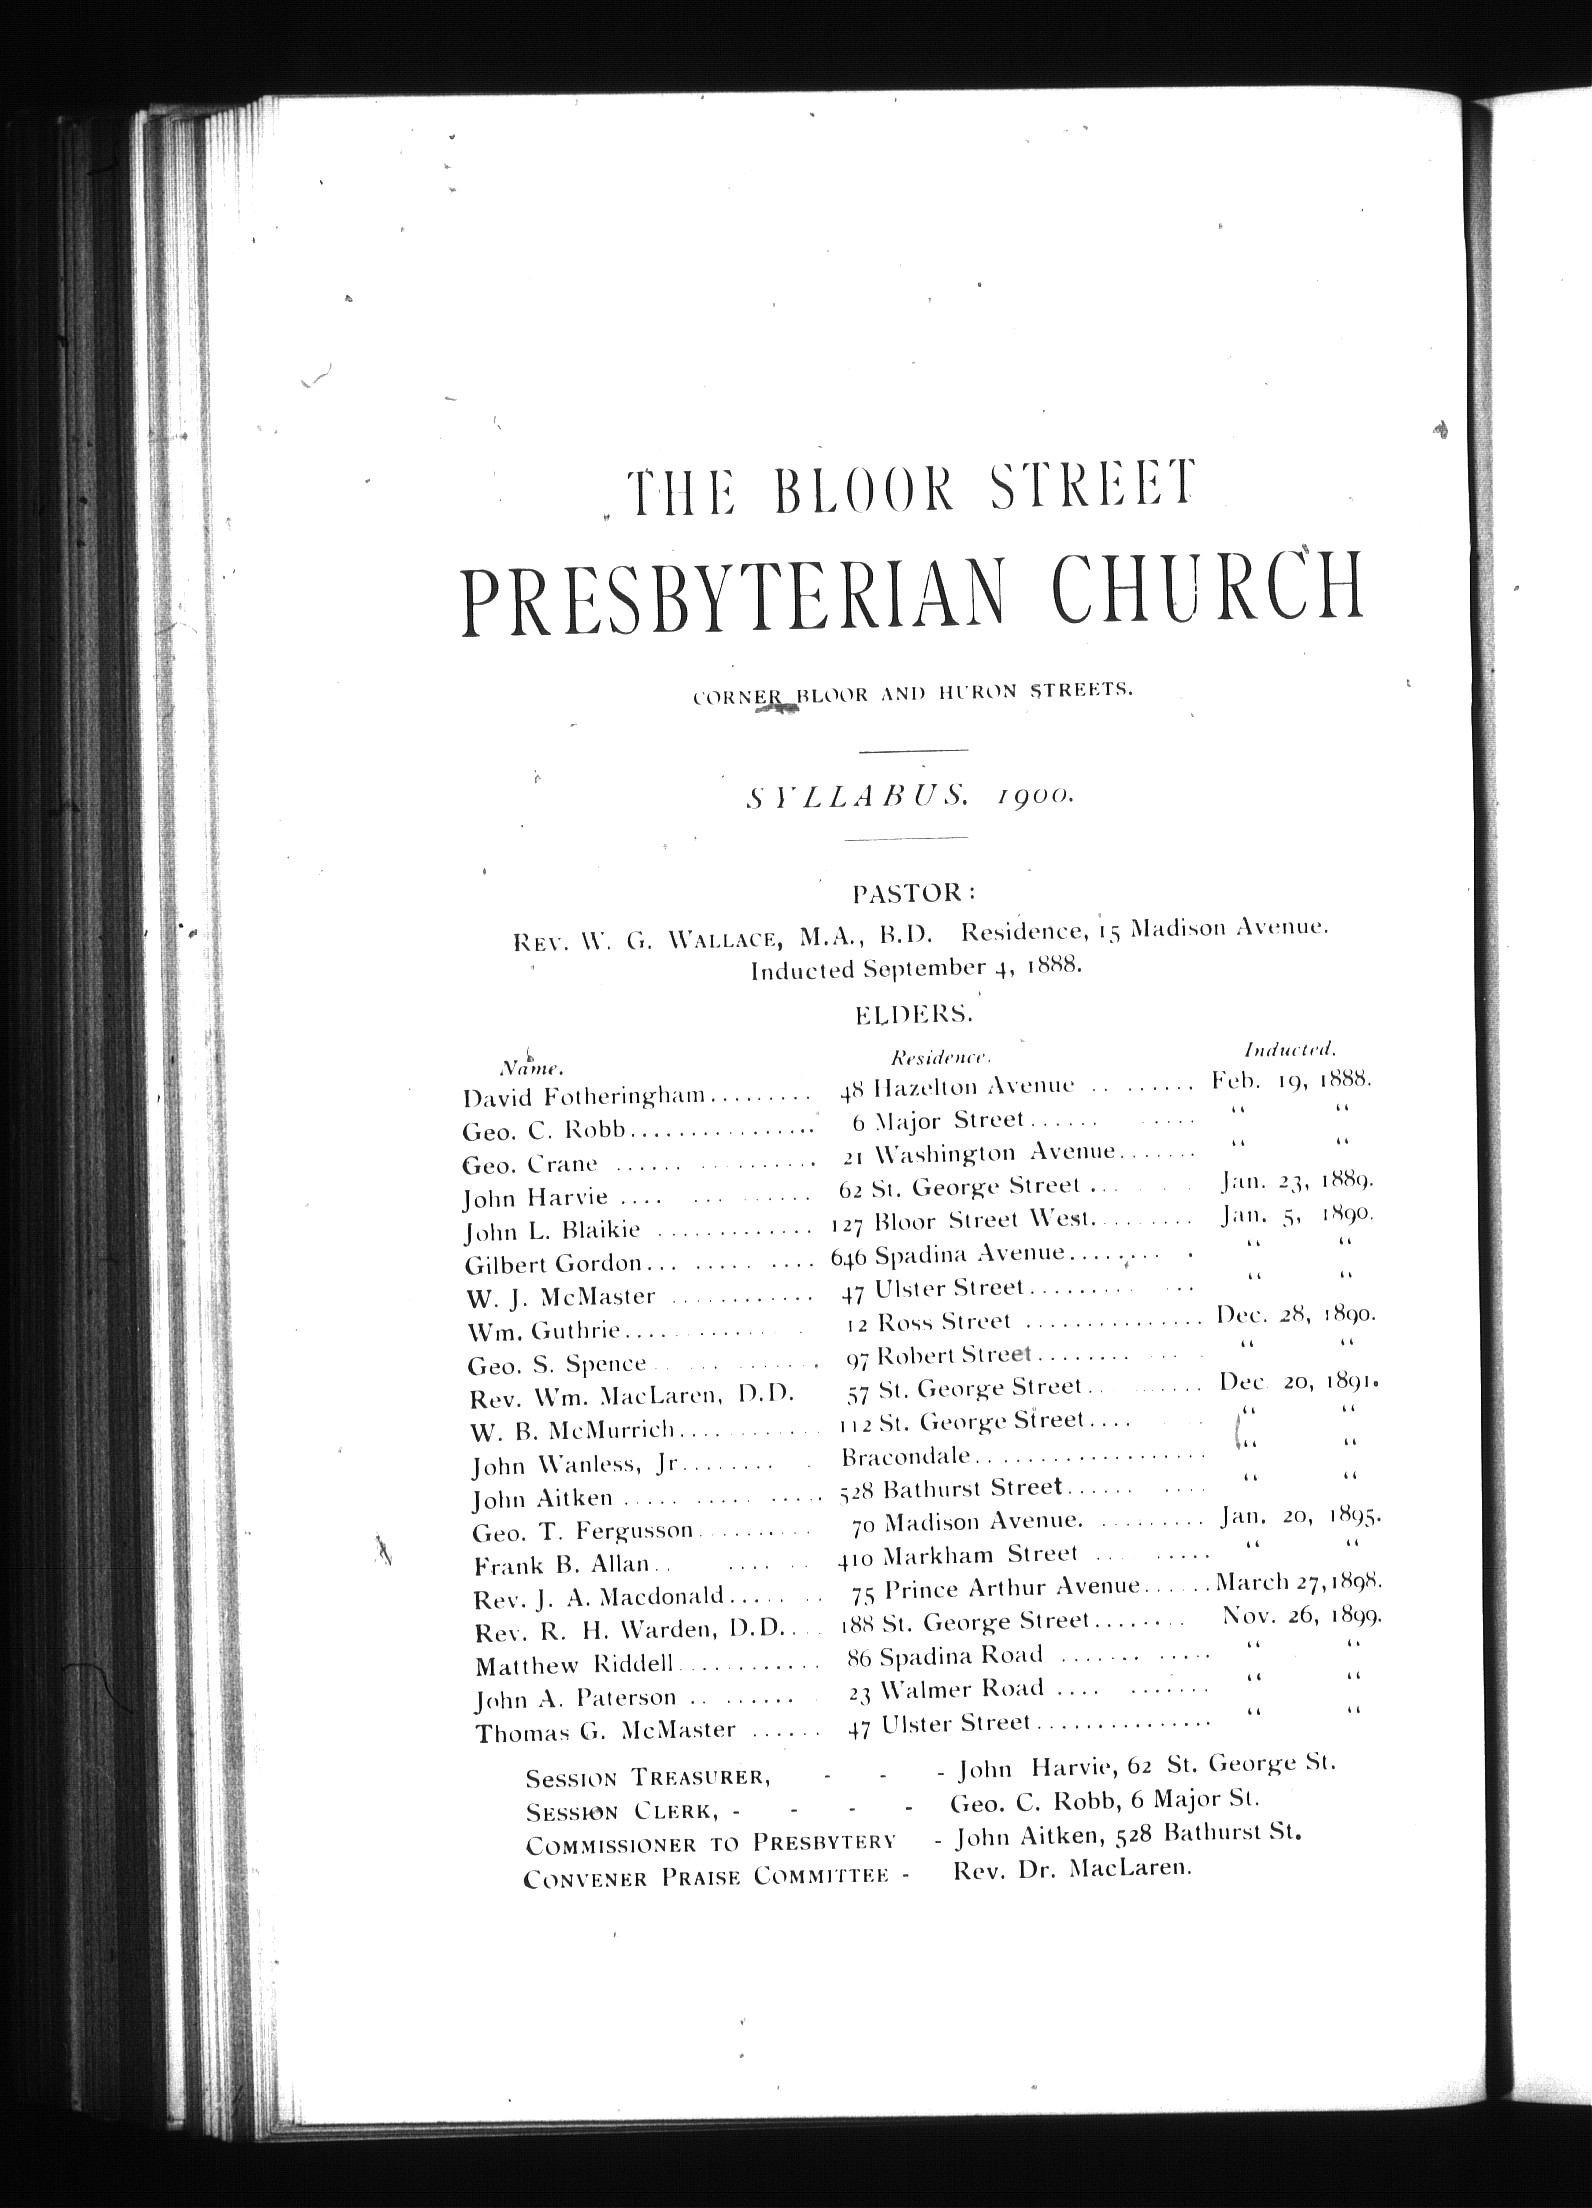 THE BLOOR STREET
PRESBYTERIAN CHURCH
CORNER BLOOR AND HURON STREETS.
SYLLABUS. 1900.
PASTOR:
REV. W. G. WALLACE, M.A., B.D. Residence, 15 Madison Avenue.
Inducted September 4, 1888.
ELDERS.
Name. Residence. Inducted.
David Fotheringham......... 48 Hazelton Avenue .. ...... Feb. 19, 1888.
Geo. C. Robb................ 6 Major Street...... ..... “ “
Geo. Crane ...... .......... 21 Washington Avenue....... “ “
John Harvie .... ... ...... 62 St. George Street ... . . Jan. 23, 1889.
John L. Blaikie ............. 127 Bloor Street West......... Jan. 5, 1890.
Gilbert Gordon... ...... .... 646 Spadina Avenue........ . “ “
W. J. McMaster ............ 47 Ulster Street......... ... “ “
Wm. Guthrie............. . 12 Ross Street ............... Dec. 28, 1890.
Geo. S. Spence.. ... ...... . 97 Robert Street........ ... . “ “
Rev. Wm. MacLaren, D.D. 57 St. George Street.. ....... Dec 20, 1891.
W. B. McMurrich............ 112 St. George Street.... . . “ “
John Wanless, Jr........ . Bracondale................... “ “
John Aitken ..... ..... ..... 528 Bathurst Street...... .... “ “
Geo. T. Fergusson.......... 70 Madison Avenue. ......... Jan. 20, 1895.
Frank B. Allan.. .... .. 410 Markham Street ... ..... “ “
Rev. J. A. Macdonald..... .. 75 Prince Arthur Avenue......March 27, 1898.
Rev. R. H. Warden, D.D.. .. 188 St. George Street........ Nov. 26, 1899.
Matthew Riddell............ 86 Spadina Road ....... ..... “ “
John A. Paterson .. ...... 23 Walmer Road .... ....... “ “
Thomas G. McMaster ...... 47 Ulster Street............... “ “
SESSION TREASURER, - - - John Harvie, 62 St. George St.
SESSION CLERK, - - - - Geo. C. Robb, 6 Major St.
COMMISSIONER TO PRESBYTERY - John Aitken, 528 Bathurst St.
CONVENER PRAISE COMMITTEE - Rev. Dr. MacLaren.